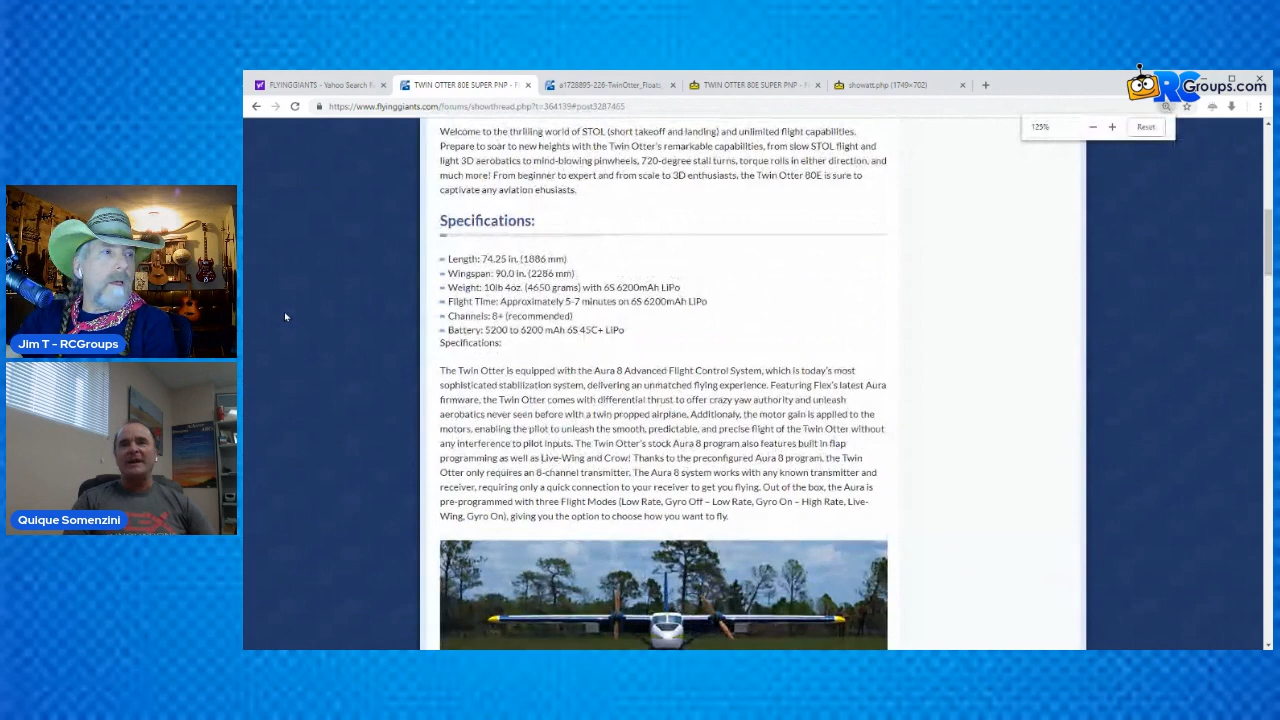 FLYINGGIANTS - Yahoo Search R
TWIN OTTER 80E SUPER PNP - F
a1728895-226-TwinOtter_Floats
TWIN OTTER 80E SUPER PNP - F
showatt.php (1749×702)
RCGroups.com
https://www.flyinggiants.com/forums/showthread.php?t=364139#post3287465
125%
Reset
Welcome to the thrilling world of STOL (short takeoff and landing) and unlimited flight capabilities.
Prepare to soar to new heights with the Twin Otter's remarkable capabilities, from slow STOL flight and
light 3D aerobatics to mind-blowing pinwheels, 720-degree stall turns, torque rolls in either direction, and
much more! From beginner to expert and from scale to 3D enthusiasts, the Twin Otter 80E is sure to
captivate any aviation ehusiasts.
Specifications:
Length: 74.25 in. (1886 mm)
Wingspan: 90.0 in. (2286 mm)
Weight: 10lb 4oz. (4650 grams) with 6S 6200mAh LiPo
Flight Time: Approximately 5-7 minutes on 6S 6200mAh LiPo
Channels: 8+ (recommended)
Battery: 5200 to 6200 mAh 6S 45C+ LiPo
Specifications:
The Twin Otter is equipped with the Aura 8 Advanced Flight Control System, which is today's most
sophisticated stabilization system, delivering an unmatched flying experience. Featuring Flex's latest Aura
firmware, the Twin Otter comes with differential thrust to offer crazy yaw authority and unleash
aerobatics never seen before with a twin propped airplane. Additionaly, the motor gain is applied to the
motors, enabling the pilot to unleash the smooth, predictable, and precise flight of the Twin Otter without
any interference to pilot inputs. The Twin Otter's stock Aura 8 program also features built in flap
programming as well as Live-Wing and Crow! Thanks to the preconfigured Aura 8 program, the Twin
Otter only requires an 8-channel transmitter. The Aura 8 system works with any known transmitter and
receiver, requiring only a quick connection to your receiver to get you flying. Out of the box, the Aura is
pre-programmed with three Flight Modes (Low Rate, Gyro Off – Low Rate, Gyro On – High Rate, Live-
Wing, Gyro On), giving you the option to choose how you want to fly.
Jim T - RCGroups
Quique Somenzini